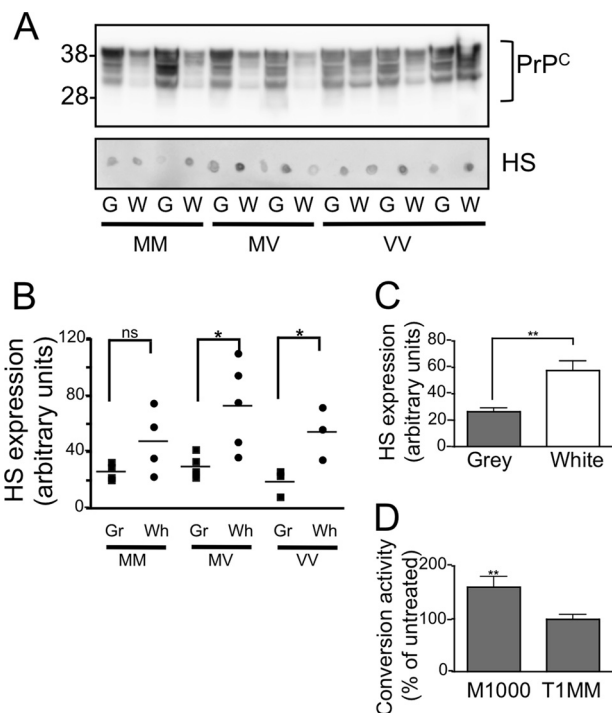 A
38
28
PrPC
HS
G W G W G W G W G W G W G W
MM MV VV
B
HS expression
(arbitrary units)
120
80
40
0
ns * *
Gr Wh Gr Wh Gr Wh
MM MV VV
C
HS expression
(arbitrary units)
80
60
40
20
0
**
Grey White
D
Conversion activity
(% of untreated)
200
100
0
**
M1000 T1MM